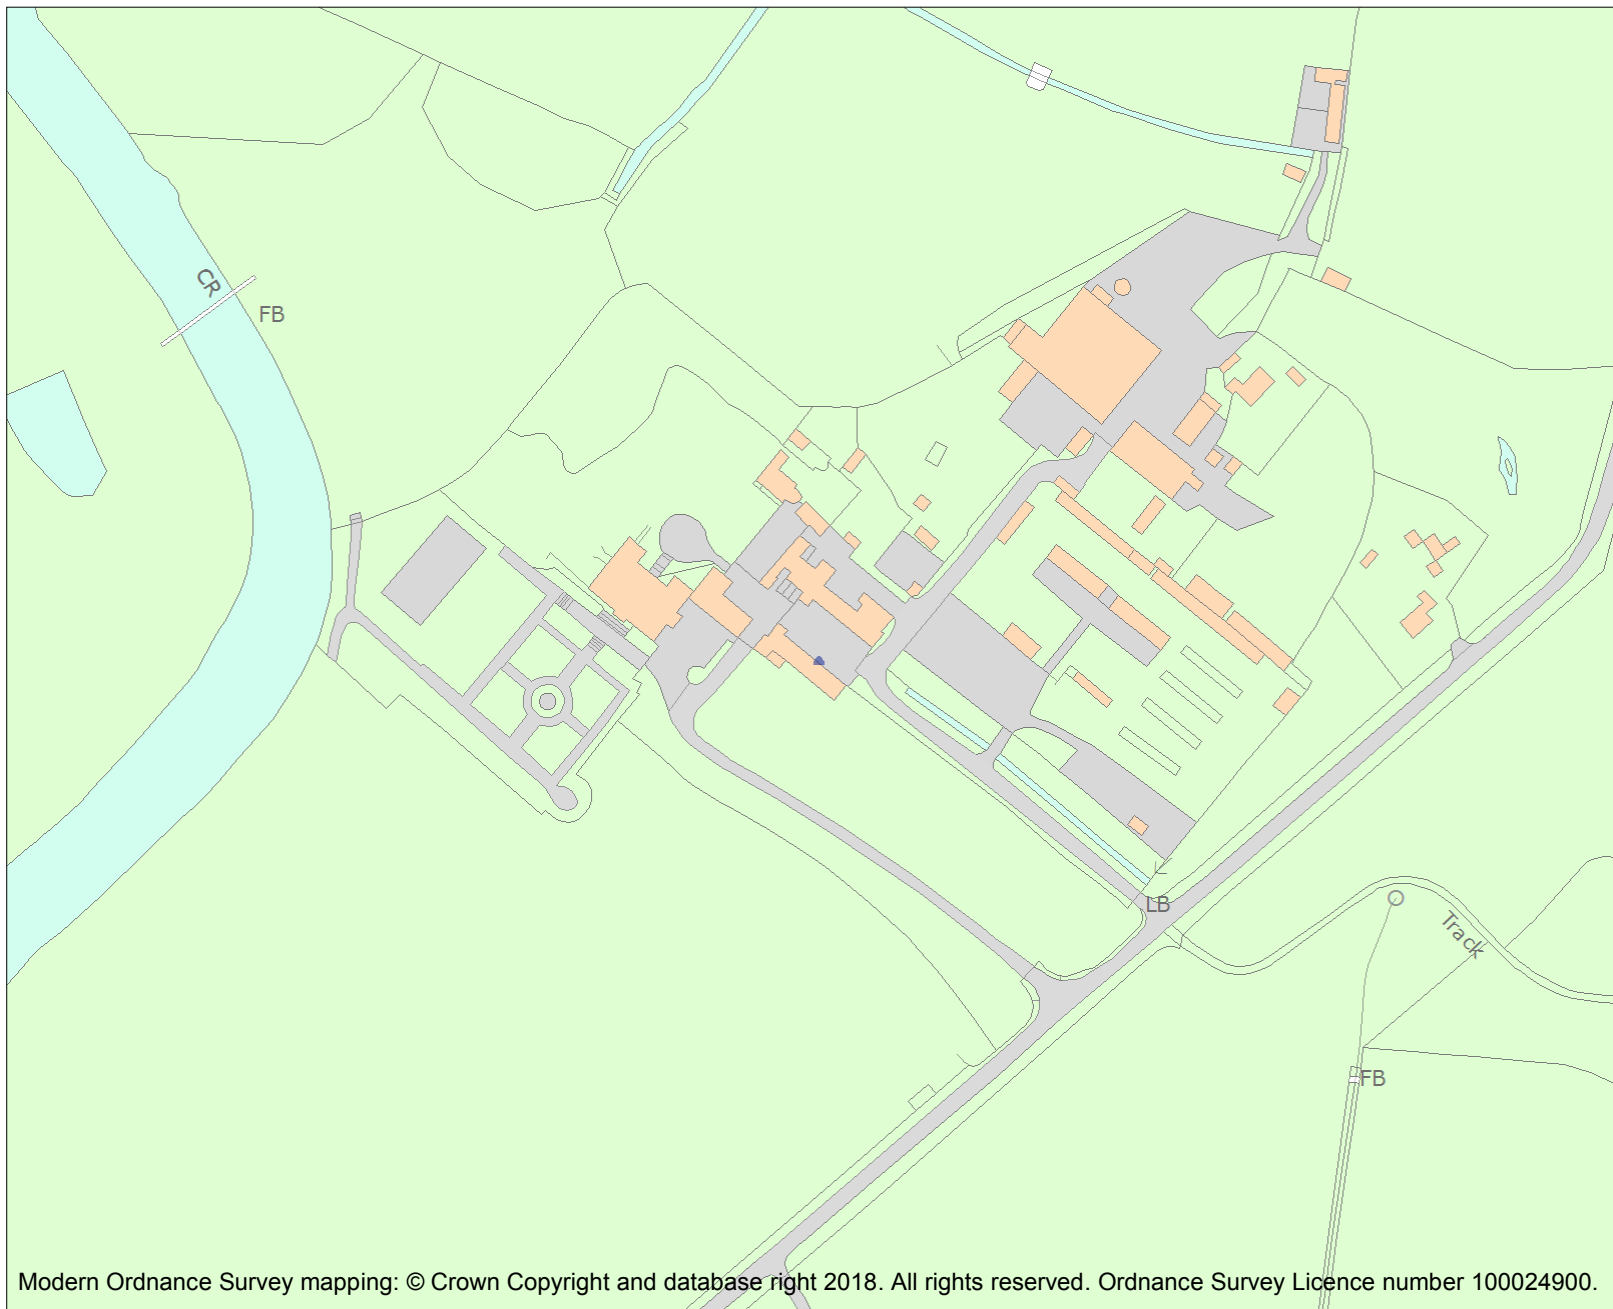 CR
FB
LB
Track
FB
Modern Ordnance Survey mapping: © Crown Copyright and database right 2018. All rights reserved. Ordnance Survey Licence number 100024900.